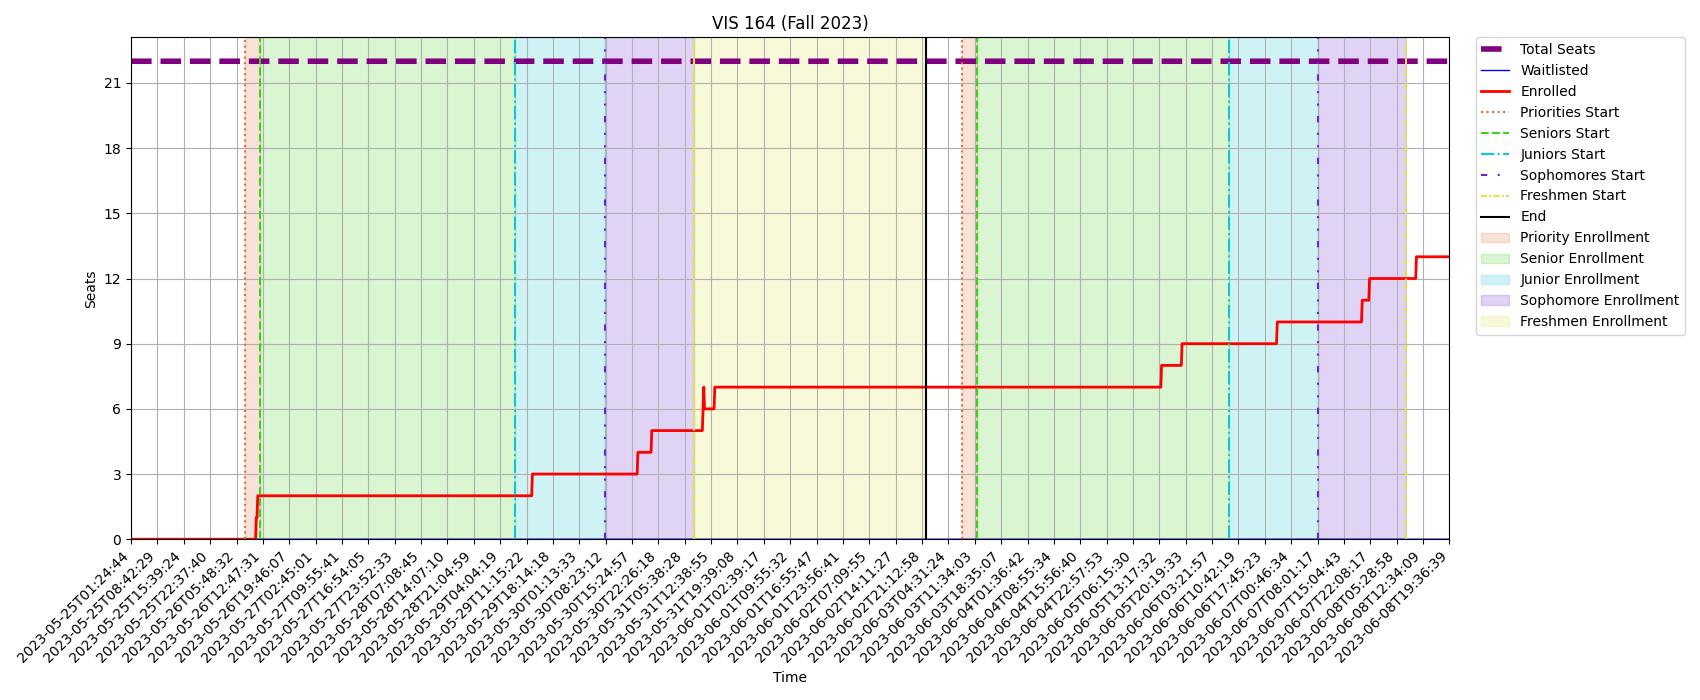 VIS 164 (Fall 2023)
Total Seats
Waitlisted
Enrolled
Priorities Start
Seniors Start
Juniors Start
Sophomores Start
Freshmen Start
End
Priority Enrollment
Senior Enrollment
Junior Enrollment
Sophomore Enrollment
Freshmen Enrollment
Seats
21
18
15
12
9
6
3
0
2023-05-25T01:24:44
2023-05-25T08:42:29
2023-05-25T15:39:24
2023-05-25T22:37:40
2023-05-26T05:48:32
2023-05-26T12:47:31
2023-05-26T19:46:07
2023-05-27T02:45:01
2023-05-27T09:55:41
2023-05-27T16:54:05
2023-05-27T23:52:33
2023-05-28T07:08:45
2023-05-28T14:07:10
2023-05-28T21:04:59
2023-05-29T04:04:19
2023-05-29T11:15:22
2023-05-29T18:14:18
2023-05-30T01:13:33
2023-05-30T08:23:12
2023-05-30T15:24:57
2023-05-30T22:26:18
2023-05-31T05:38:28
2023-05-31T12:38:55
2023-05-31T19:39:08
2023-06-01T02:39:17
2023-06-01T09:55:32
2023-06-01T16:55:47
2023-06-01T23:56:41
2023-06-02T07:09:55
2023-06-02T14:11:27
2023-06-02T21:12:58
2023-06-03T04:31:24
2023-06-03T11:34:03
2023-06-03T18:35:07
2023-06-04T01:36:42
2023-06-04T08:55:34
2023-06-04T15:56:40
2023-06-04T22:57:53
2023-06-05T06:15:30
2023-06-05T13:17:32
2023-06-05T20:19:33
2023-06-06T03:21:57
2023-06-06T10:42:19
2023-06-06T17:45:23
2023-06-07T00:46:34
2023-06-07T08:01:17
2023-06-07T15:04:43
2023-06-07T22:08:17
2023-06-08T05:28:58
2023-06-08T12:34:09
2023-06-08T19:36:39
Time